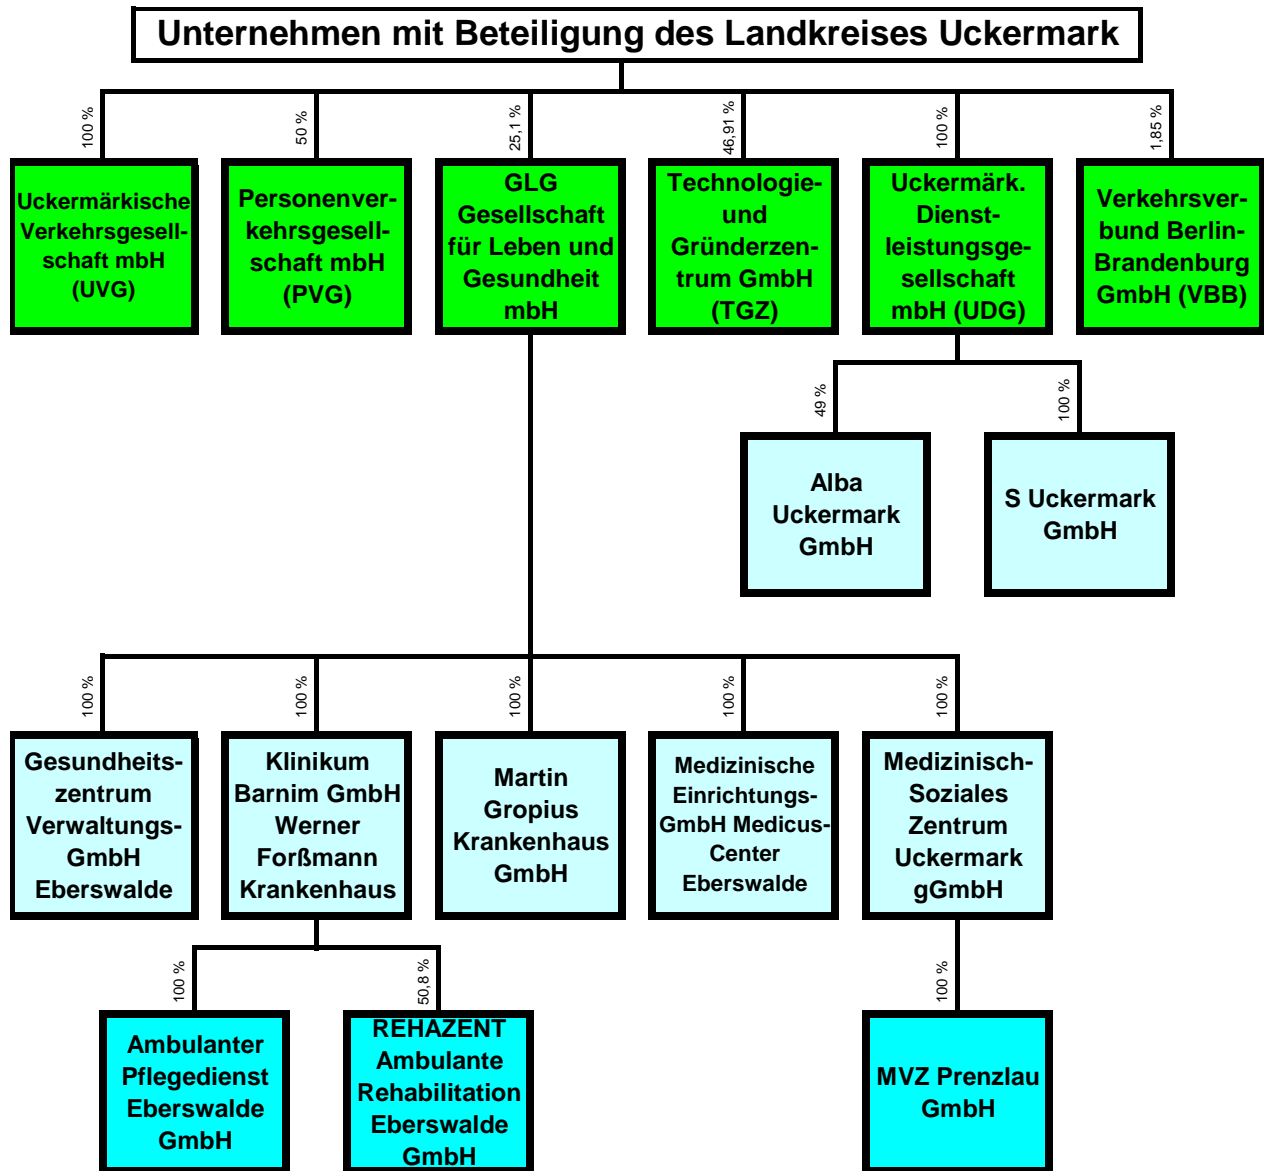 Unternehmen mit Beteiligung des Landkreises Uckermark
100 %
50 %
25,1 %
46,91 %
100 %
1,85 %
Uckermärkische
Verkehrsgesell-
schaft mbH
(UVG)
Personenver-
kehrsgesell-
schaft mbH
(PVG)
GLG
Gesellschaft
für Leben und
Gesundheit
mbH
Technologie-
und
Gründerzen-
trum GmbH
(TGZ)
Uckermärk.
Dienst-
leistungsge-
sellschaft
mbH (UDG)
Verkehrsver-
bund Berlin-
Brandenburg
GmbH (VBB)
49 %
100 %
Alba
Uckermark
GmbH
S Uckermark
GmbH
100 %
100 %
100 %
100 %
100 %
Gesundheits-
zentrum
Verwaltungs-
GmbH
Eberswalde
Klinikum
Barnim GmbH
Werner
Forßmann
Krankenhaus
Martin
Gropius
Krankenhaus
GmbH
Medizinische
Einrichtungs-
GmbH Medicus-
Center
Eberswalde
Medizinisch-
Soziales
Zentrum
Uckermark
gGmbH
100 %
50,8 %
100 %
Ambulanter
Pflegedienst
Eberswalde
GmbH
REHAZENT
Ambulante
Rehabilitation
Eberswalde
GmbH
MVZ Prenzlau
GmbH